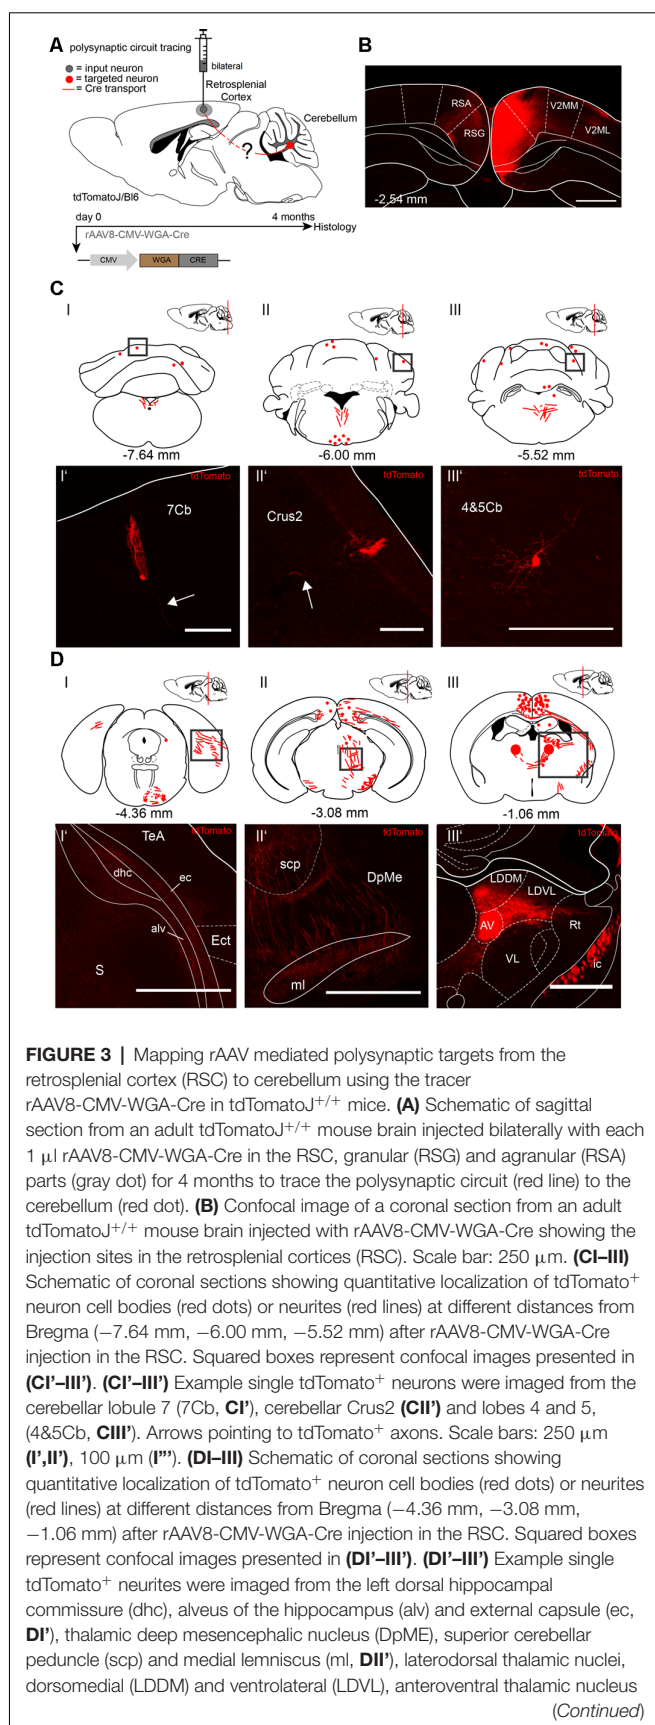 A
polysynaptic circuit tracing
bilateral
= input neuron
= targeted neuron
= Cre transport
Retrosplenial
Cortex
Cerebellum
?
tdTomatoJ/Bl6
day 0
4 months
Histology
rAAV8-CMV-WGA-Cre
CMV
WGA
CRE
B
RSA
RSG
V2MM
V2ML
-2,54 mm
C
I
II
III
-7.64 mm
-6.00 mm
-5.52 mm
I'
tdTomato
7Cb
II'
tdTomato
Crus2
III'
tdTomato
4&5Cb
D
I
II
III
-4.36 mm
-3.08 mm
-1.06 mm
I'
TeA
tdTomato
dhc
ec
alv
Ect
S
II'
tdTomato
scp
DpMe
ml
III'
tdTomato
LDDM
LDVL
AV
Rt
VL
ic
FIGURE 3 | Mapping rAAV mediated polysynaptic targets from the
retrosplenial cortex (RSC) to cerebellum using the tracer
rAAV8-CMV-WGA-Cre in tdTomatoJ+/+ mice. (A) Schematic of sagittal
section from an adult tdTomatoJ+/+ mouse brain injected bilaterally with each
1 µl rAAV8-CMV-WGA-Cre in the RSC, granular (RSG) and agranular (RSA)
parts (gray dot) for 4 months to trace the polysynaptic circuit (red line) to the
cerebellum (red dot). (B) Confocal image of a coronal section from an adult
tdTomatoJ+/+ mouse brain injected with rAAV8-CMV-WGA-Cre showing the
injection sites in the retrosplenial cortices (RSC). Scale bar: 250 µm. (CI–III)
Schematic of coronal sections showing quantitative localization of tdTomato+
neuron cell bodies (red dots) or neurites (red lines) at different distances from
Bregma (−7.64 mm, −6.00 mm, −5.52 mm) after rAAV8-CMV-WGA-Cre
injection in the RSC. Squared boxes represent confocal images presented in
(CI'–III'). (CI'–III') Example single tdTomato+ neurons were imaged from the
cerebellar lobule 7 (7Cb, CI'), cerebellar Crus2 (CII') and lobes 4 and 5,
(4&5Cb, CIII'). Arrows pointing to tdTomato+ axons. Scale bars: 250 µm
(I',II'), 100 µm (I'''). (DI–III) Schematic of coronal sections showing
quantitative localization of tdTomato+ neuron cell bodies (red dots) or neurites
(red lines) at different distances from Bregma (−4.36 mm, −3.08 mm,
−1.06 mm) after rAAV8-CMV-WGA-Cre injection in the RSC. Squared boxes
represent confocal images presented in (DI'–III'). (DI'–III') Example single
tdTomato+ neurites were imaged from the left dorsal hippocampal
commissure (dhc), alveus of the hippocampus (alv) and external capsule (ec,
DI'), thalamic deep mesencephalic nucleus (DpME), superior cerebellar
peduncle (scp) and medial lemniscus (ml, DII'), laterodorsal thalamic nuclei,
dorsomedial (LDDM) and ventrolateral (LDVL), anteroventral thalamic nucleus
(Continued)